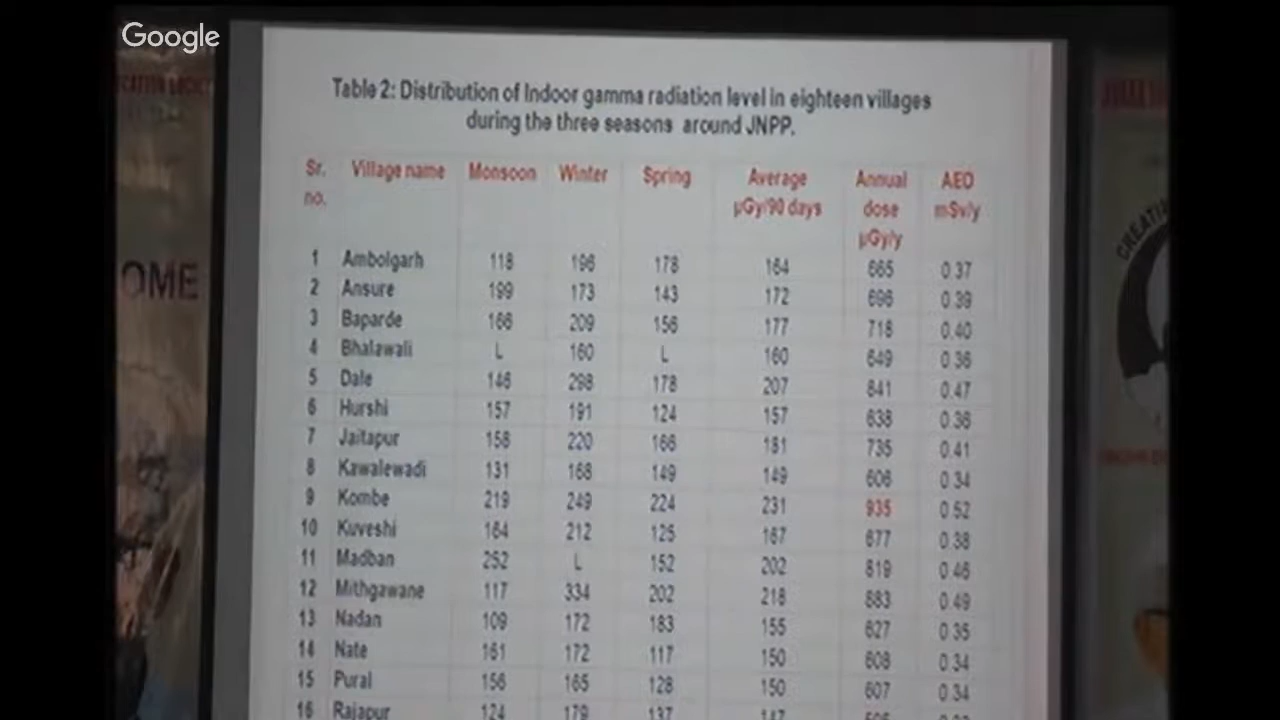 Google
Table 2: Distribution of Indoor gamma radiation level in eighteen villages
during the three seasons around JNPP.
Sr. no. Village name Monsoon Winter Spring Average µGy/90 days Annual dose µGy/y AED mSv/y
1 Ambolgarh 118 196 178 164 665 0.37
2 Ansure 199 173 143 172 696 0.39
3 Baparde 166 209 156 177 718 0.40
4 Bhalawali L 160 L 160 649 0.36
5 Dale 146 298 178 207 841 0.47
6 Hurshi 157 191 124 157 638 0.36
7 Jaitapur 158 220 166 181 735 0.41
8 Kawalewadi 131 168 149 149 606 0.34
9 Kombe 219 249 224 231 935 0.52
10 Kuveshi 164 212 125 167 677 0.38
11 Madban 252 L 152 202 819 0.46
12 Mithgawane 117 334 202 218 883 0.49
13 Nadan 109 172 183 155 627 0.35
14 Nate 161 172 117 150 608 0.34
15 Pural 156 165 128 150 607 0.34
16 Rajapur 124 179 137 147
OME
CREATI